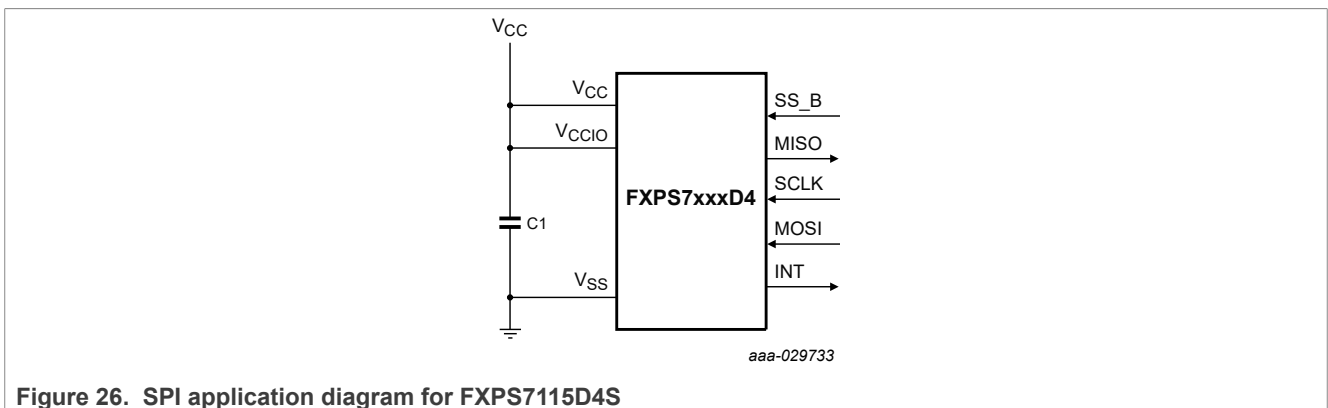 VCC
VCC
VCCIO
VSS
C1
FXPS7xxxD4
SS_B
MISO
SCLK
MOSI
INT
aaa-029733
Figure 26. SPI application diagram for FXPS7115D4S